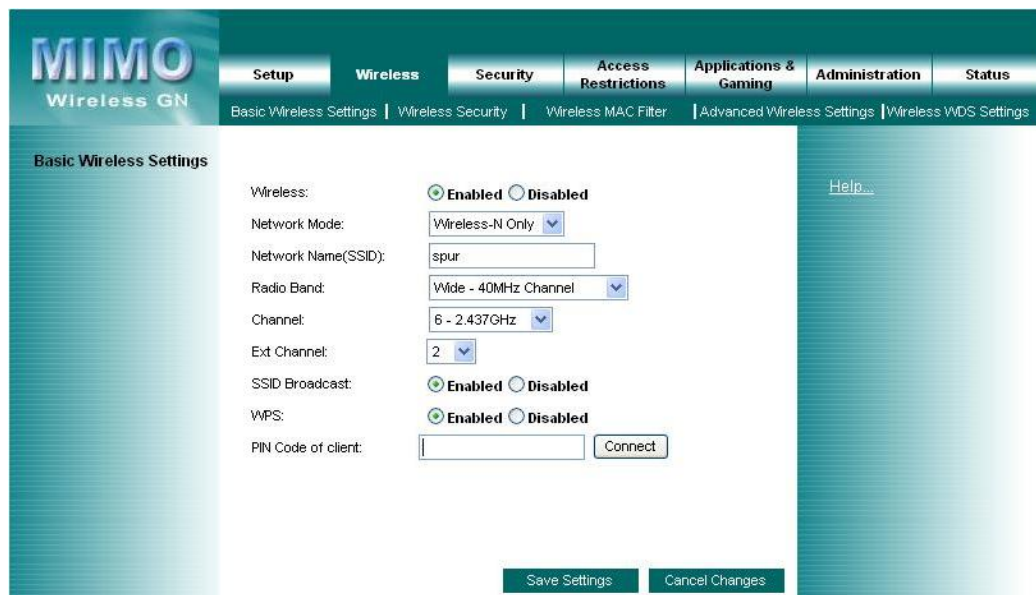 MIMO
Wireless GN
Setup
Wireless
Security
Access Restrictions
Applications & Gaming
Administration
Status
Basic Wireless Settings | Wireless Security | Wireless MAC Filter | Advanced Wireless Settings | Wireless WDS Settings
Basic Wireless Settings
Help...
Wireless: Enabled Disabled
Network Mode: Wireless-N Only
Network Name(SSID): spur
Radio Band: Wide - 40MHz Channel
Channel: 6 - 2.437GHz
Ext Channel: 2
SSID Broadcast: Enabled Disabled
WPS: Enabled Disabled
PIN Code of client: Connect
Save Settings Cancel Changes